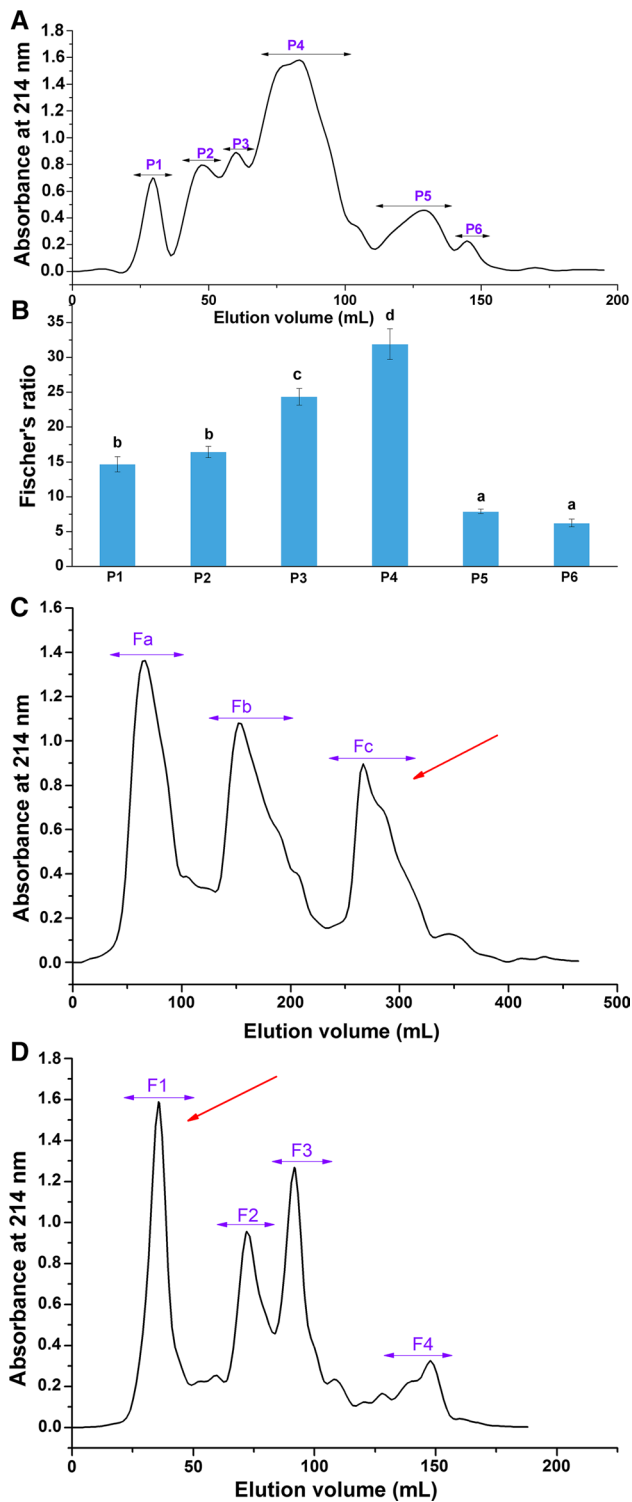 A
Absorbance at 214 nm
1.8
1.6
1.4
1.2
1.0
0.8
0.6
0.4
0.2
0.0
P1
P2
P3
P4
P5
P6
0
50
100
150
200
Elution volume (mL)
B
Fischer's ratio
35
30
25
20
15
10
5
0
b
b
c
d
a
a
P1
P2
P3
P4
P5
P6
C
Absorbance at 214 nm
1.6
1.4
1.2
1.0
0.8
0.6
0.4
0.2
0.0
Fa
Fb
Fc
0
100
200
300
400
500
Elution volume (mL)
D
Absorbance at 214 nm
1.8
1.6
1.4
1.2
1.0
0.8
0.6
0.4
0.2
0.0
F1
F2
F3
F4
0
50
100
150
200
Elution volume (mL)